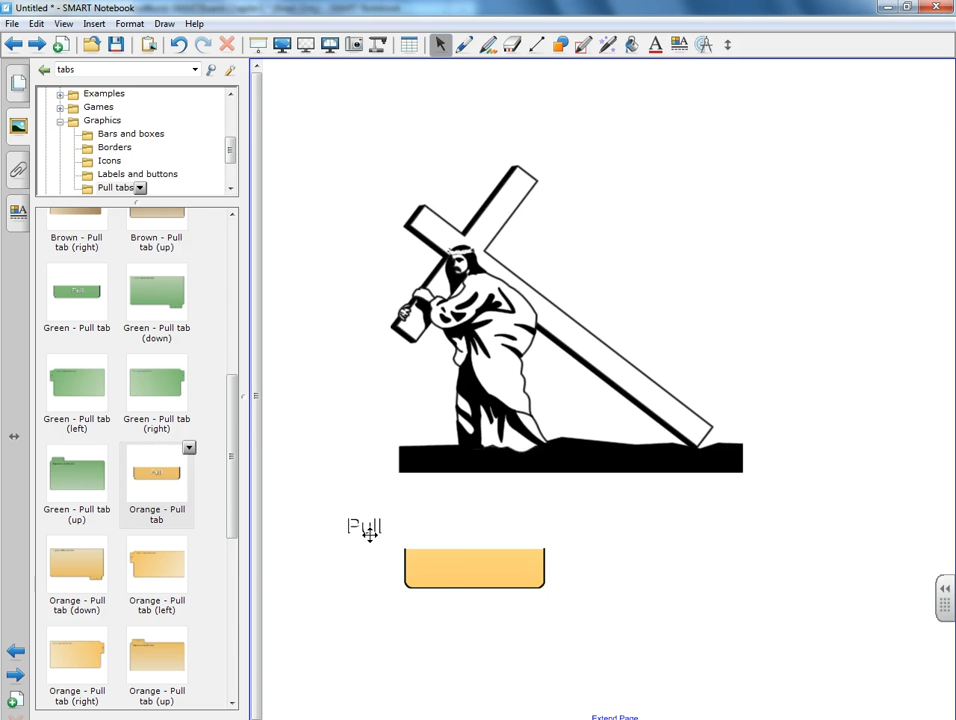 Untitled * - SMART Notebook
File Edit View Insert Format Draw Help
tabs
Examples
Games
Graphics
Bars and boxes
Borders
Icons
Labels and buttons
Pull tabs
Brown - Pull tab (right)
Brown - Pull tab (up)
Green - Pull tab
Green - Pull tab (down)
Green - Pull tab (left)
Green - Pull tab (right)
Green - Pull tab (up)
Orange - Pull tab
Orange - Pull tab (down)
Orange - Pull tab (left)
Orange - Pull tab (right)
Orange - Pull tab (up)
Pull
Extend Page